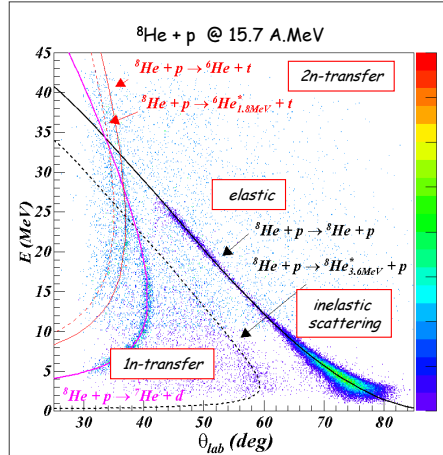 ⁸He + p @ 15.7 A.MeV
2n-transfer
⁸He + p → ⁶He + t
⁸He + p → ⁶He*1.8MeV + t
elastic
⁸He + p → ⁸He + p
⁸He + p → ⁸He*3.6MeV + p
inelastic
scattering
1n-transfer
⁸He + p → ⁷He + d
E (MeV)
45
40
35
30
25
20
15
10
5
0
30
40
50
60
70
80
θlab (deg)